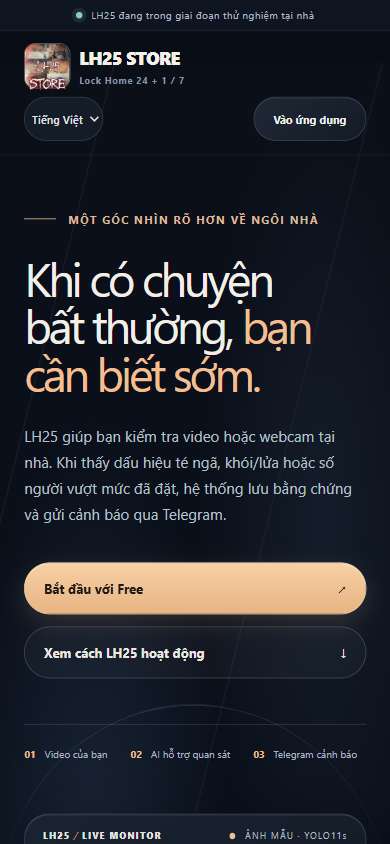 LH25 đang trong giai đoạn thử nghiệm tại nhà
STORE
LH25 STORE
Lock Home 24 + 1 / 7
Tiếng Việt
Vào ứng dụng
MỘT GÓC NHÌN RÕ HƠN VỀ NGÔI NHÀ
Khi có chuyện
bất thường, bạn
cần biết sớm.
LH25 giúp bạn kiểm tra video hoặc webcam tại
nhà. Khi thấy dấu hiệu té ngã, khói/lửa hoặc số
người vượt mức đã đặt, hệ thống lưu bằng chứng
và gửi cảnh báo qua Telegram.
Bắt đầu với Free ↗
Xem cách LH25 hoạt động ↓
01 Video của bạn 02 AI hỗ trợ quan sát 03 Telegram cảnh báo
LH25 / LIVE MONITOR ẢNH MẪU · YOLO11s